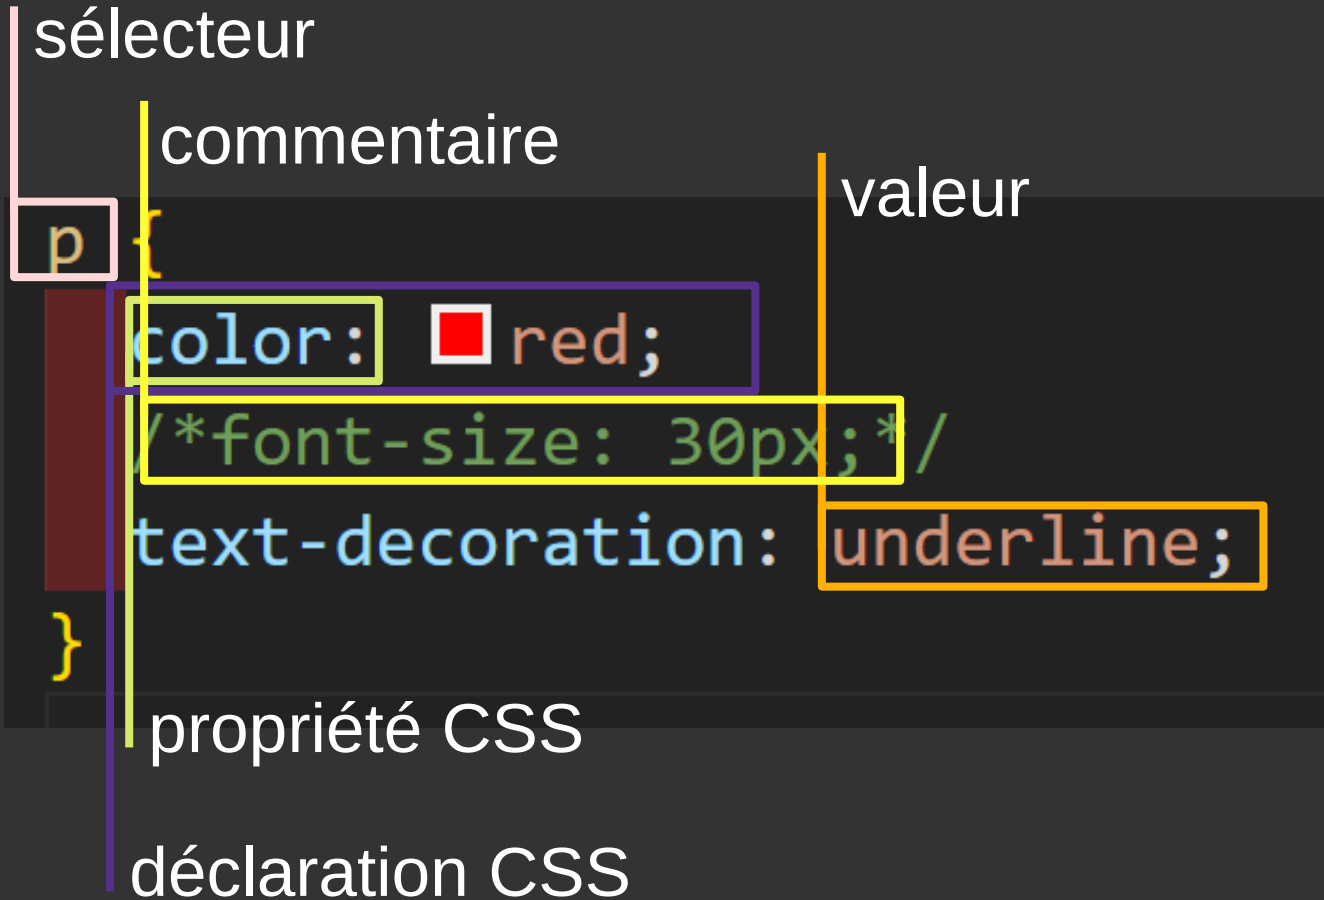 sélecteur
commentaire
valeur
p {
color: red;
/*font-size: 30px;*/
text-decoration: underline;
}
propriété CSS
déclaration CSS